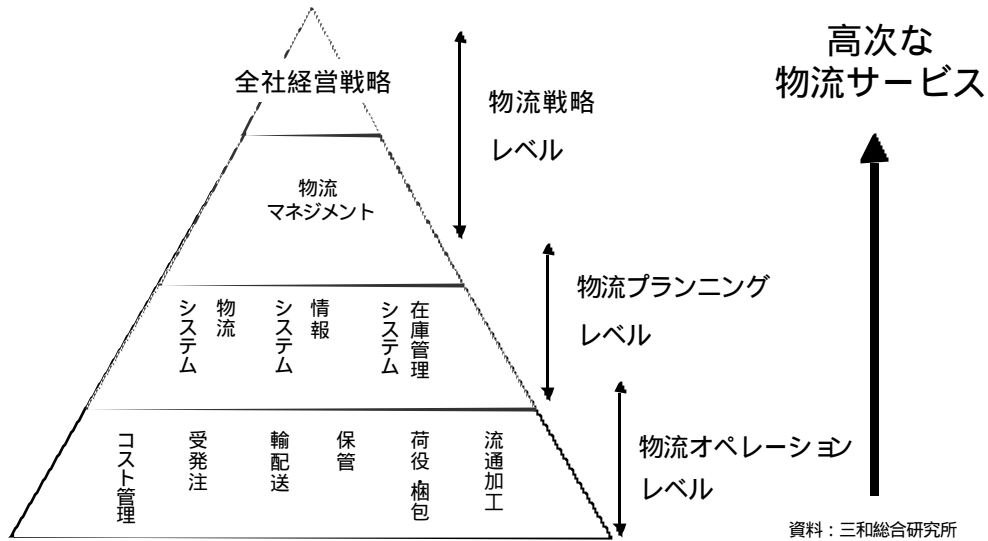 高次な
物流サービス
全社経営戦略
物流戦略
レベル
物流
マネジメント
物流プランニング
レベル
物流
システム
情報
システム
在庫管理
システム
物流オペレーション
レベル
コスト管理
受発注
輸配送
保管
荷役・梱包
流通加工
資料：三和総合研究所